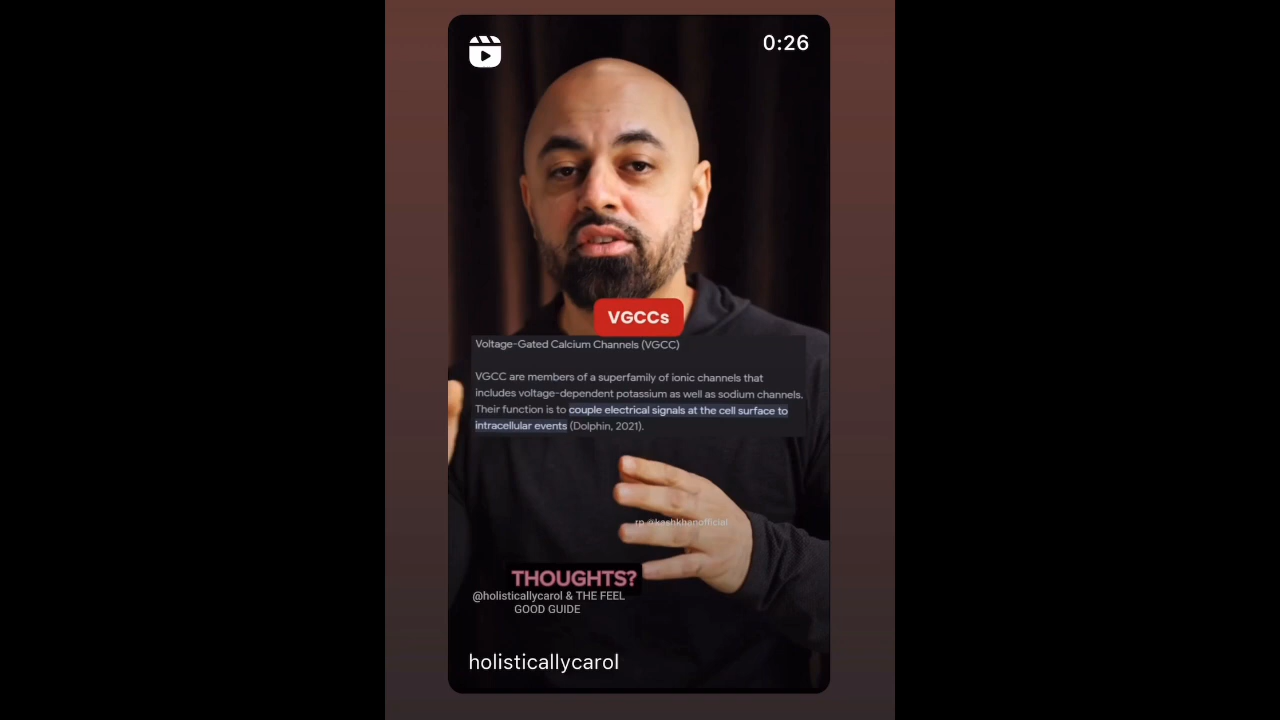 0:26
VGCCs
Voltage-Gated Calcium Channels (VGCC)
VGCC are members of a superfamily of ionic channels that
includes voltage-dependent potassium as well as sodium channels.
Their function is to couple electrical signals at the cell surface to
intracellular events (Dolphin, 2021).
rp @kashkhanofficial
THOUGHTS?
@holisticallycarol & THE FEEL
GOOD GUIDE
holisticallycarol